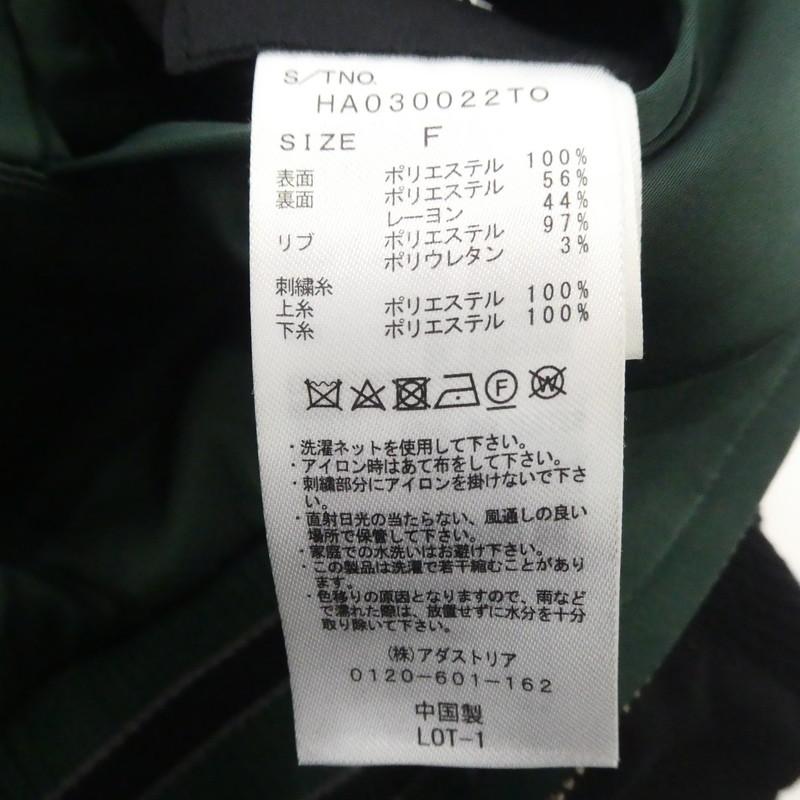 S/TNO.
HA030022TO
SIZE F
表面 ポリエステル 100%
裏面 ポリエステル 56%
レーヨン 44%
リブ ポリエステル 97%
ポリウレタン 3%
刺繍糸
上糸 ポリエステル 100%
下糸 ポリエステル 100%
F W
・洗濯ネットを使用して下さい。
・アイロン時はあて布をして下さい。
・刺繍部分にアイロンを掛けないで下さ
い。
・直射日光の当たらない、風通しの良い
場所で保管して下さい。
・家庭での水洗いはお避け下さい。
・この製品は洗濯で若干縮むことがあり
ます。
・色移りの原因となりますので、雨など
で濡れた際は、放置せずに水分を十分
取り除いて下さい。
(株)アダストリア
0120-601-162
中国製
LOT-1